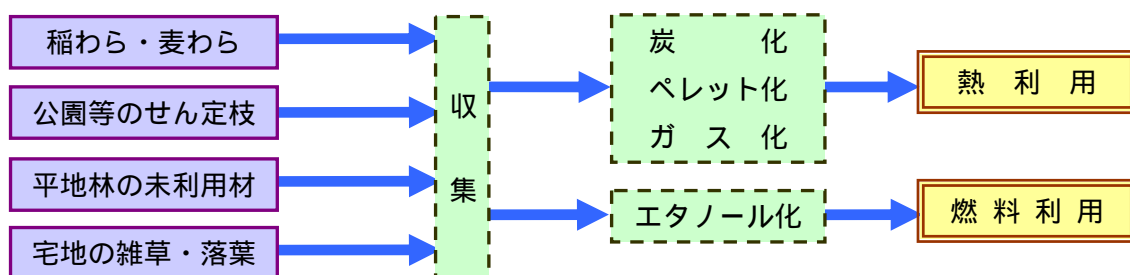 稲わら・麦わら
公園等のせん定枝
平地林の未利用材
宅地の雑草・落葉
収
集
炭 化
ペレット化
ガ ス 化
エタノール化
熱 利 用
燃 料 利 用